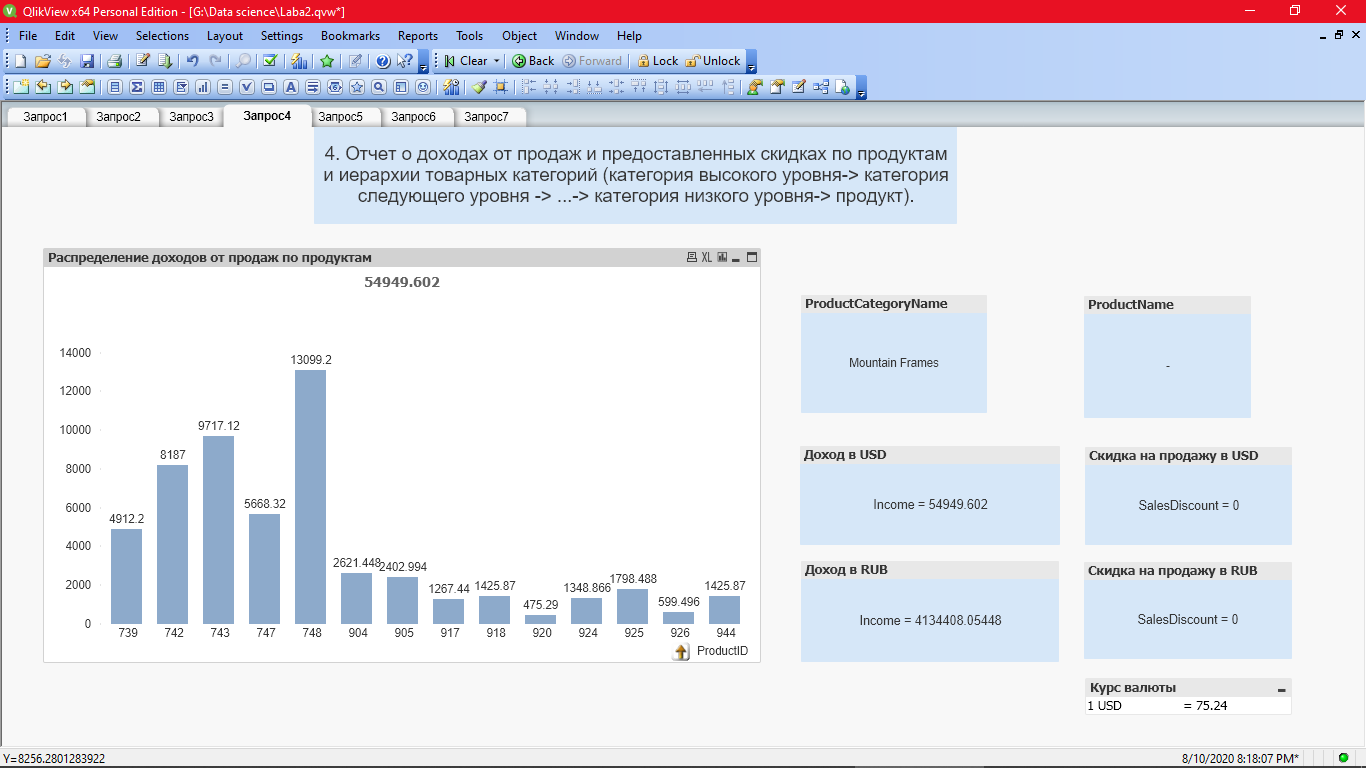 QlikView x64 Personal Edition - [G:\Data science\Laba2.qvw*]
File Edit View Selections Layout Settings Bookmarks Reports Tools Object Window Help
Clear Back Forward Lock Unlock
Запрос1 Запрос2 Запрос3 Запрос4 Запрос5 Запрос6 Запрос7
4. Отчет о доходах от продаж и предоставленных скидках по продуктам
и иерархии товарных категорий (категория высокого уровня-> категория
следующего уровня -> ...-> категория низкого уровня-> продукт).
Распределение доходов от продаж по продуктам XL
54949.602
14000
12000
10000
8000
6000
4000
2000
0
4912.2
8187
9717.12
5668.32
13099.2
2621.448
2402.994
1267.44
1425.87
475.29
1348.866
1798.488
599.496
1425.87
739 742 743 747 748 904 905 917 918 920 924 925 926 944
ProductID
ProductCategoryName
Mountain Frames
ProductName
-
Доход в USD
Income = 54949.602
Скидка на продажу в USD
SalesDiscount = 0
Доход в RUB
Income = 4134408.05448
Скидка на продажу в RUB
SalesDiscount = 0
Курс валюты
1 USD = 75.24
Y=8256.2801283922 8/10/2020 8:18:07 PM*